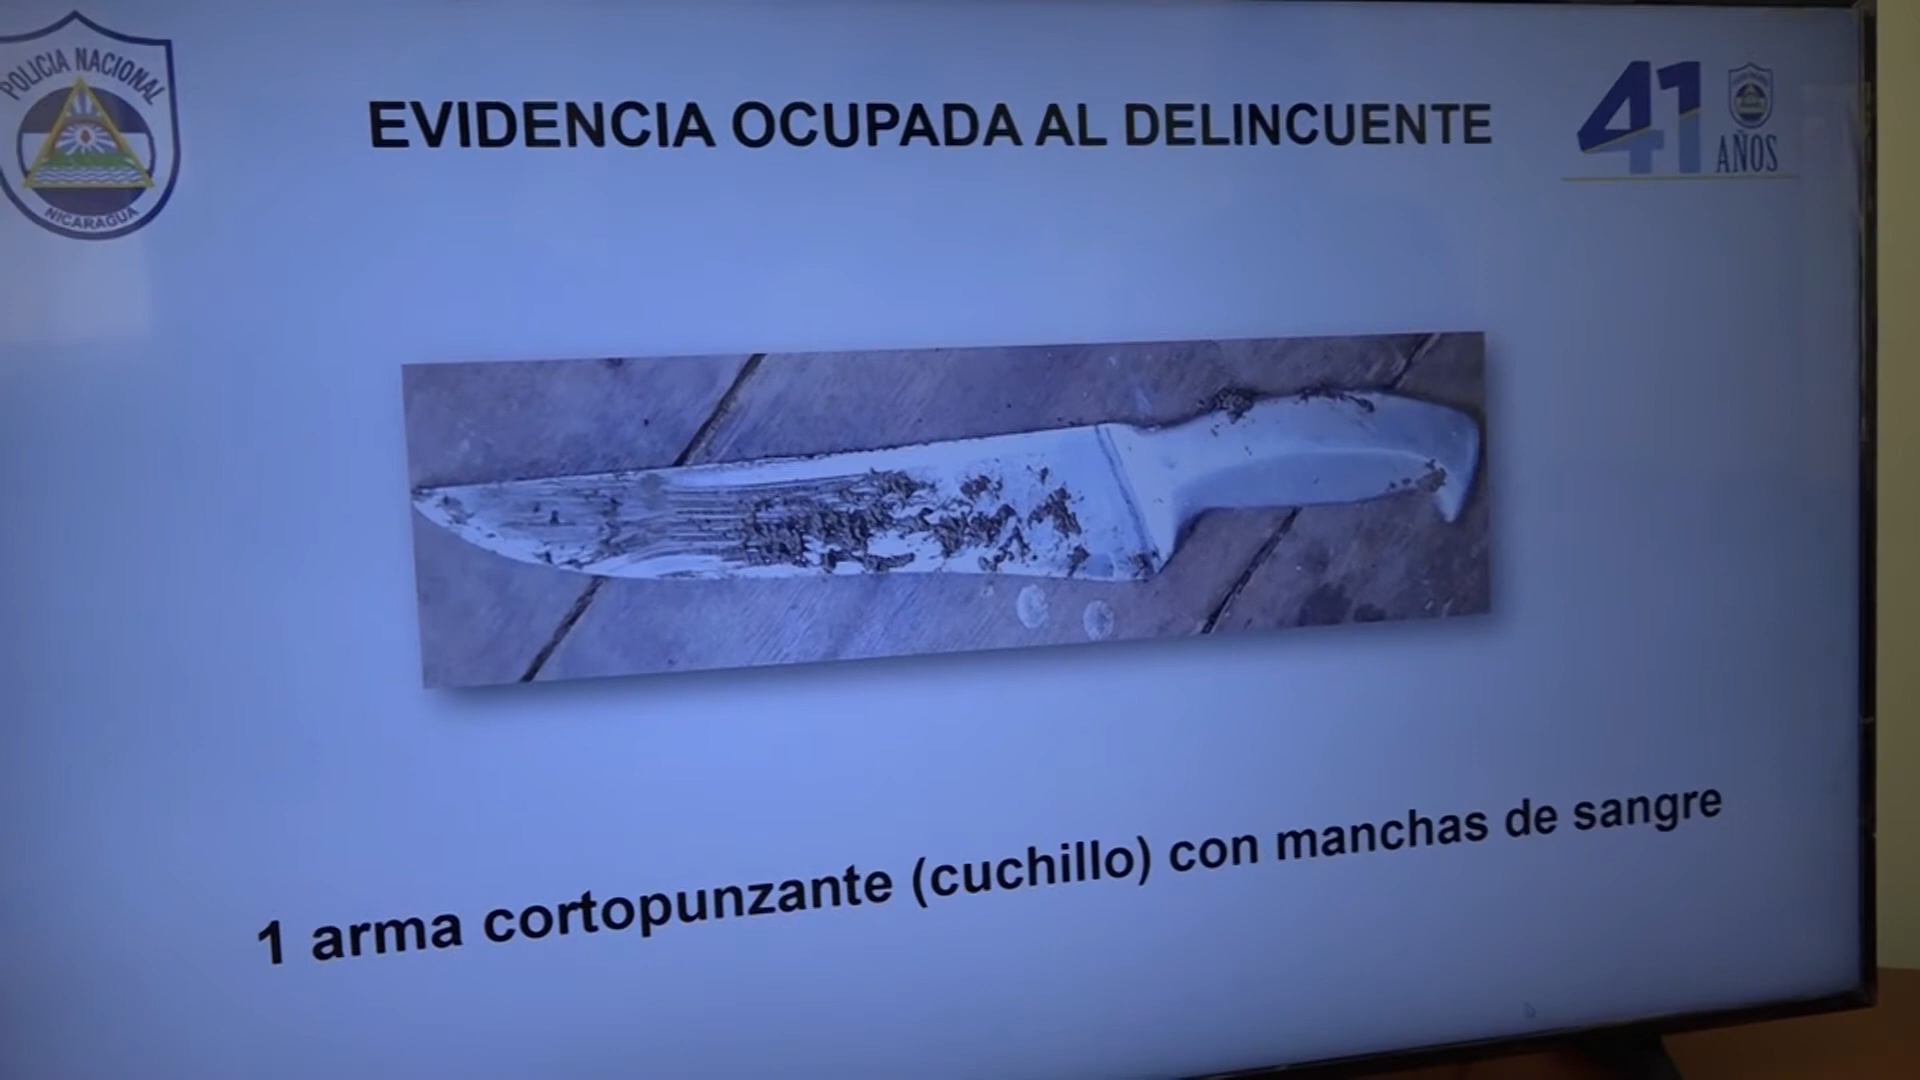 POLICIA NACIONAL
NICARAGUA
EVIDENCIA OCUPADA AL DELINCUENTE
41 AÑOS
1 arma cortopunzante (cuchillo) con manchas de sangre